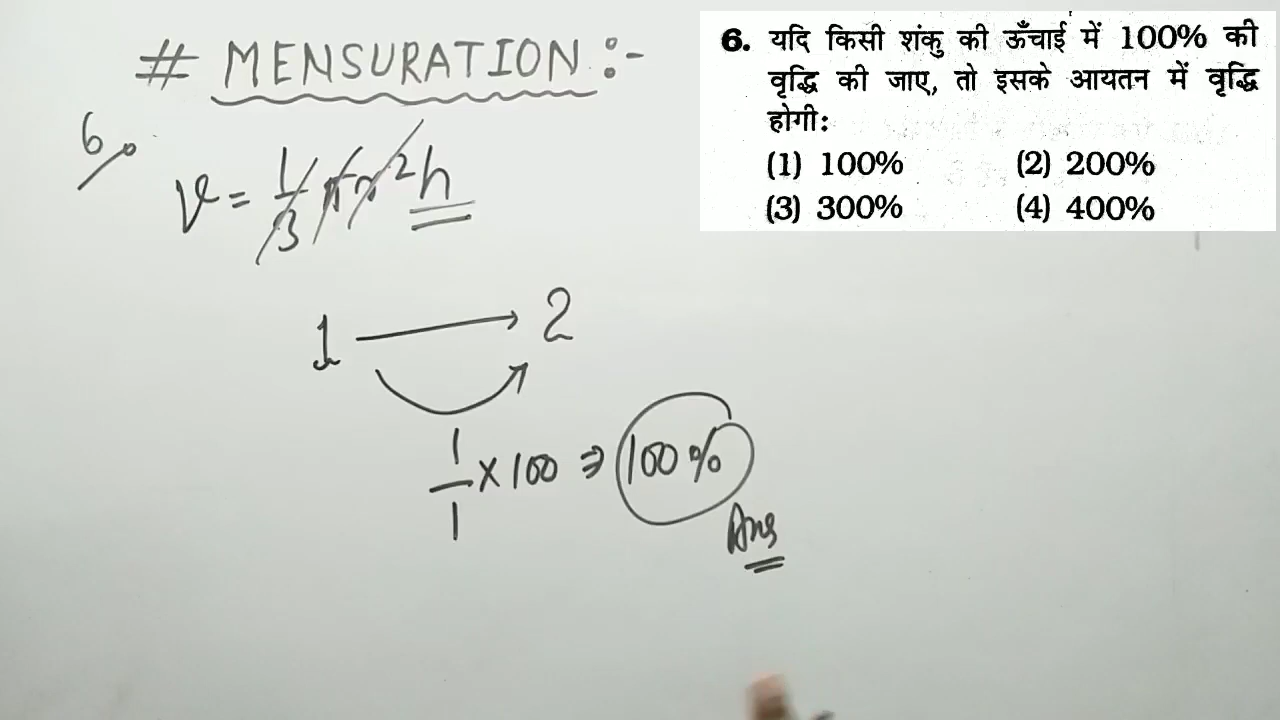 # MENSURATION :-
6.
V = 1/3 πr²h
1 → 2
1/1 × 100 ⇒ 100%
Ans
6. यदि किसी शंकु की ऊँचाई में 100% की
वृद्धि की जाए, तो इसके आयतन में वृद्धि
होगी:
(1) 100% (2) 200%
(3) 300% (4) 400%